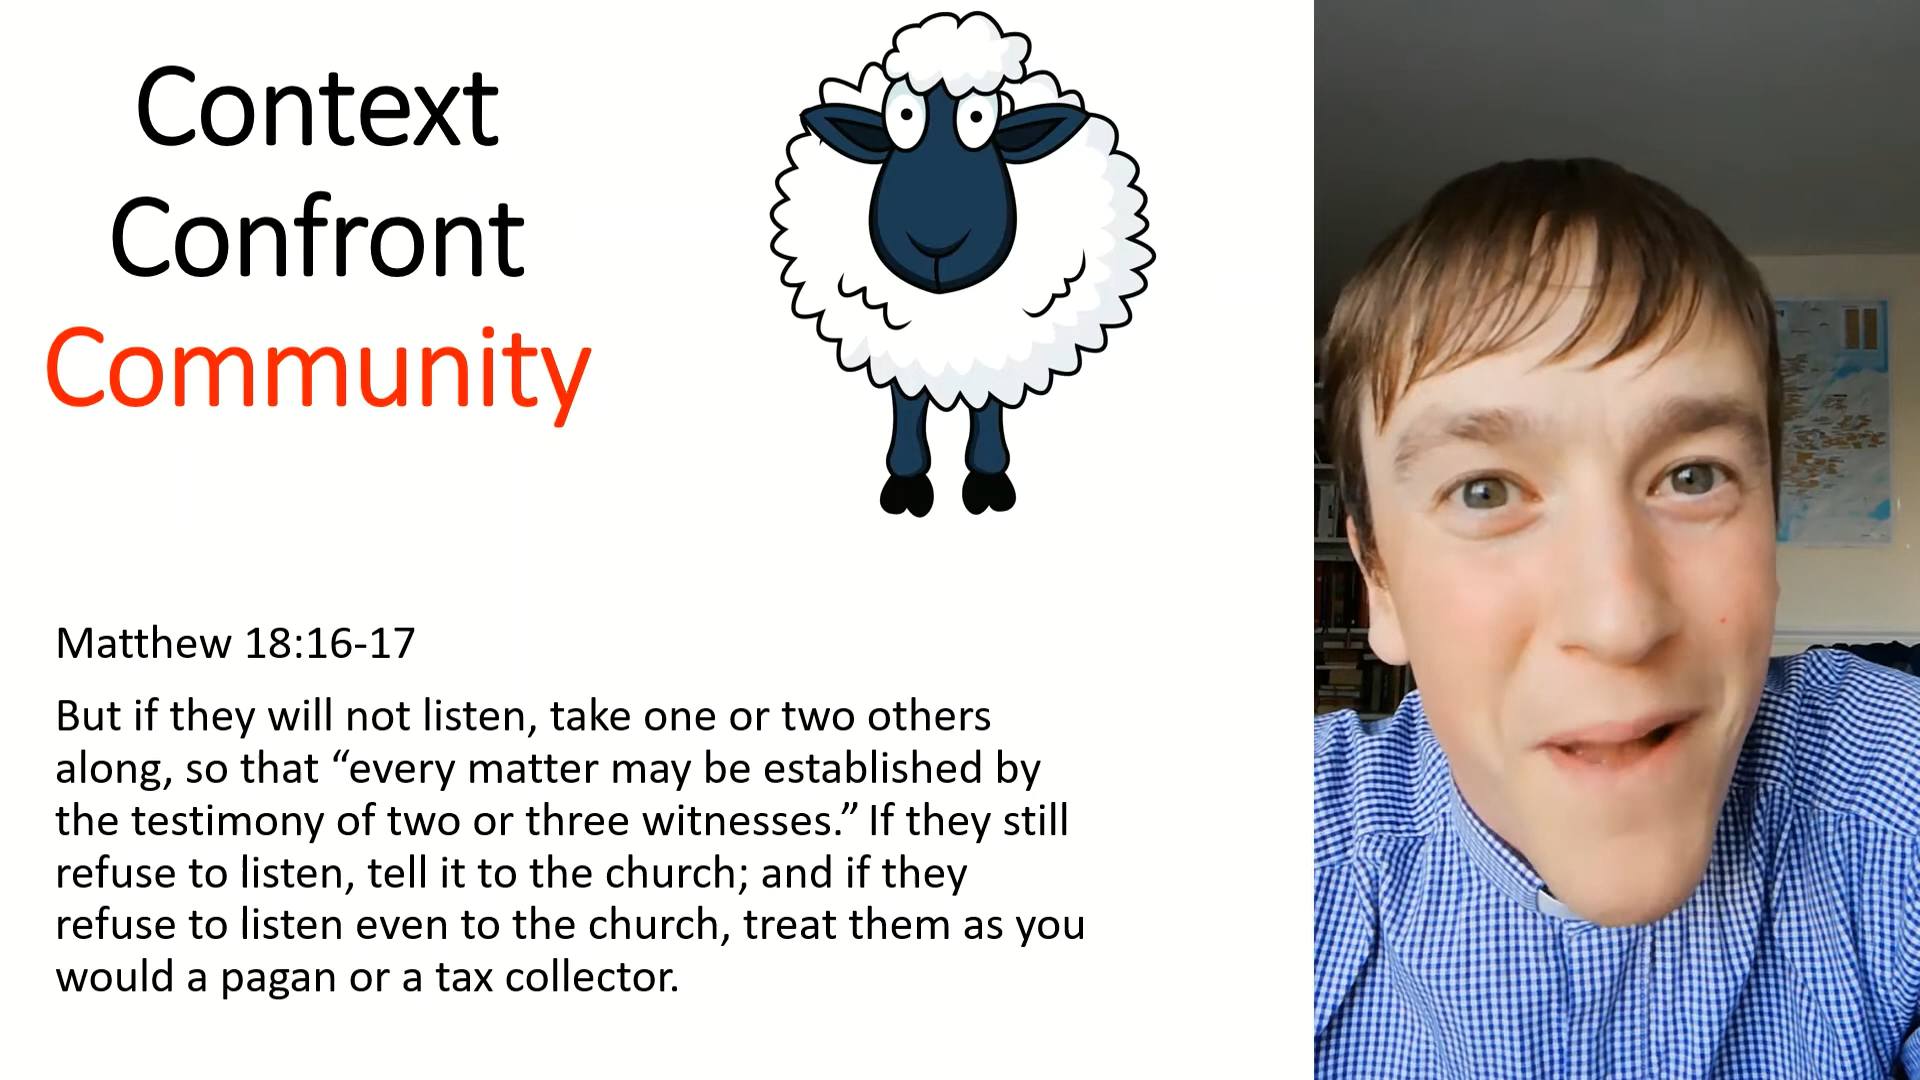 Context
Confront
Community
Matthew 18:16-17
But if they will not listen, take one or two others
along, so that “every matter may be established by
the testimony of two or three witnesses.” If they still
refuse to listen, tell it to the church; and if they
refuse to listen even to the church, treat them as you
would a pagan or a tax collector.